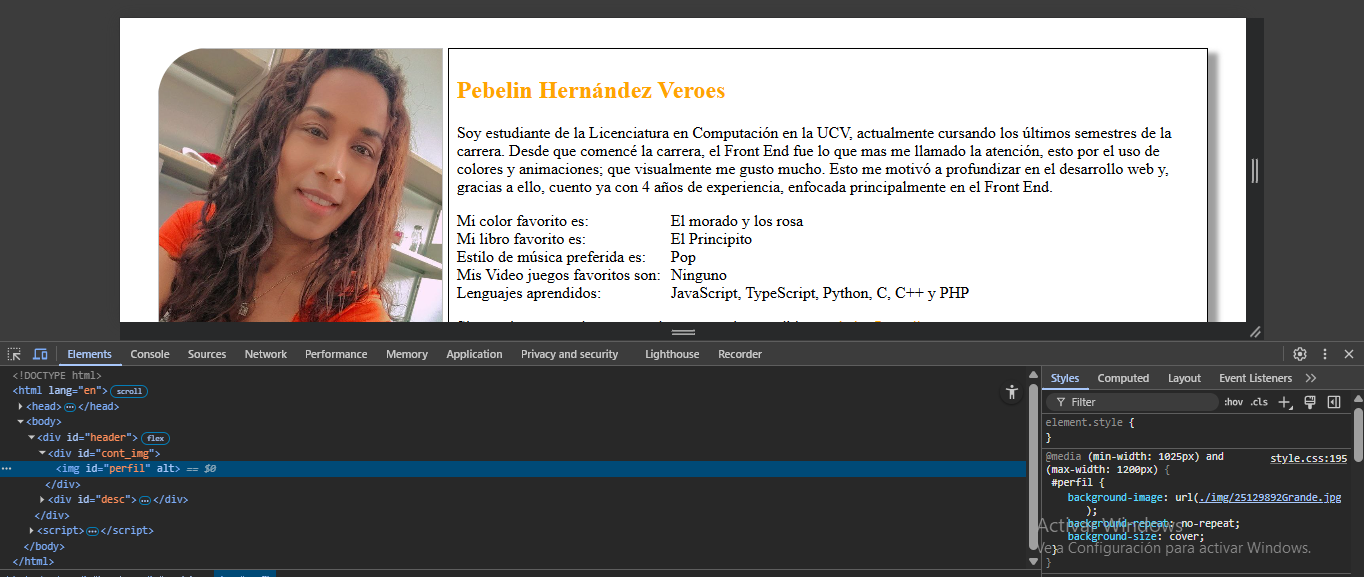 Pebelin Hernández Veroes
Soy estudiante de la Licenciatura en Computación en la UCV, actualmente cursando los últimos semestres de la
carrera. Desde que comencé la carrera, el Front End fue lo que mas me llamado la atención, esto por el uso de
colores y animaciones; que visualmente me gusto mucho. Esto me motivó a profundizar en el desarrollo web y,
gracias a ello, cuento ya con 4 años de experiencia, enfocada principalmente en el Front End.
Mi color favorito es: El morado y los rosa
Mi libro favorito es: El Principito
Estilo de música preferida es: Pop
Mis Video juegos favoritos son: Ninguno
Lenguajes aprendidos: JavaScript, TypeScript, Python, C, C++ y PHP
Elements Console Sources Network Performance Memory Application Privacy and security Lighthouse Recorder
<!DOCTYPE html>
<html lang="en"> scroll
<head> ··· </head>
<body>
<div id="header"> flex
<div id="cont_img">
··· <img id="perfil" alt> == $0
</div>
<div id="desc"> ··· </div>
</div>
<script> ··· </script>
</body>
</html>
Styles Computed Layout Event Listeners >>
Filter :hov .cls +
element.style {
}
@media (min-width: 1025px) and style.css:195
(max-width: 1200px) {
#perfil {
background-image: url(./img/25129892Grande.jpg
);
background-repeat: no-repeat;
background-size: cover;
}
}
Activar Windows
Ve a Configuración para activar Windows.